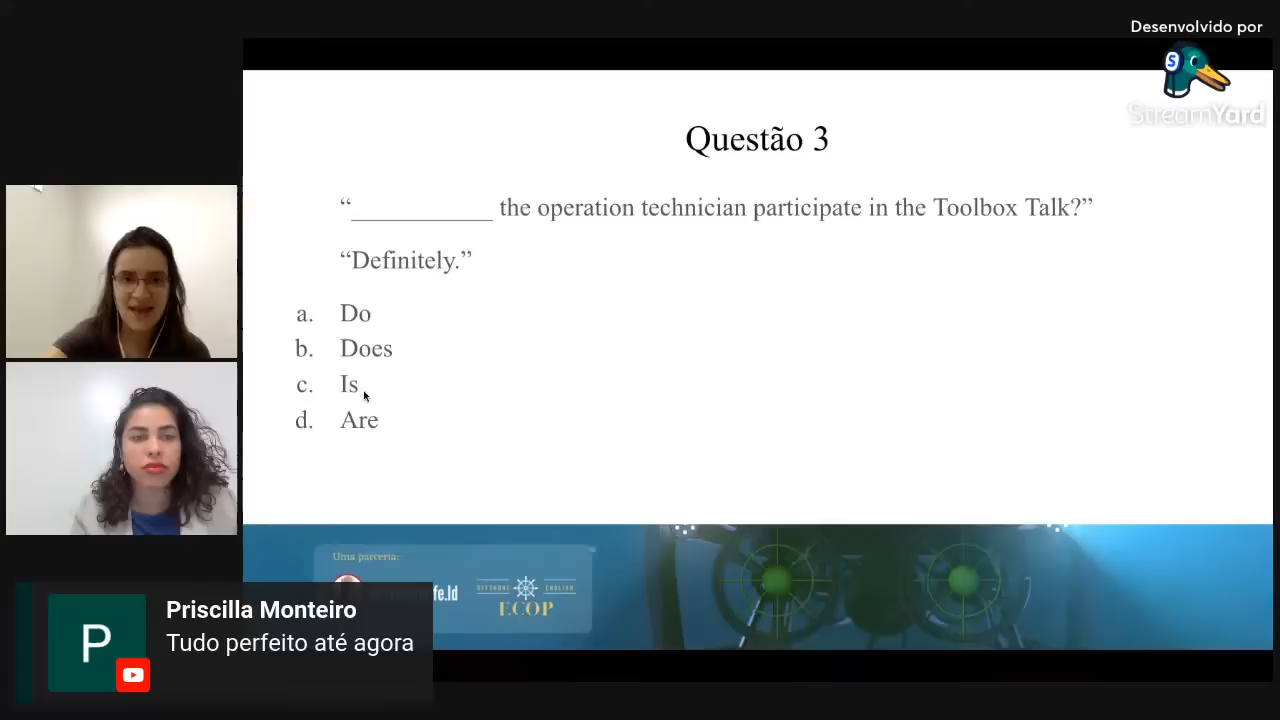 Desenvolvido por
StreamYard
Questão 3
“___________ the operation technician participate in the Toolbox Talk?”
“Definitely.”
a. Do
b. Does
c. Is
d. Are
Uma parceria:
OFFSHORE ENGLISH
ECOP
P
Priscilla Monteiro
Tudo perfeito até agora